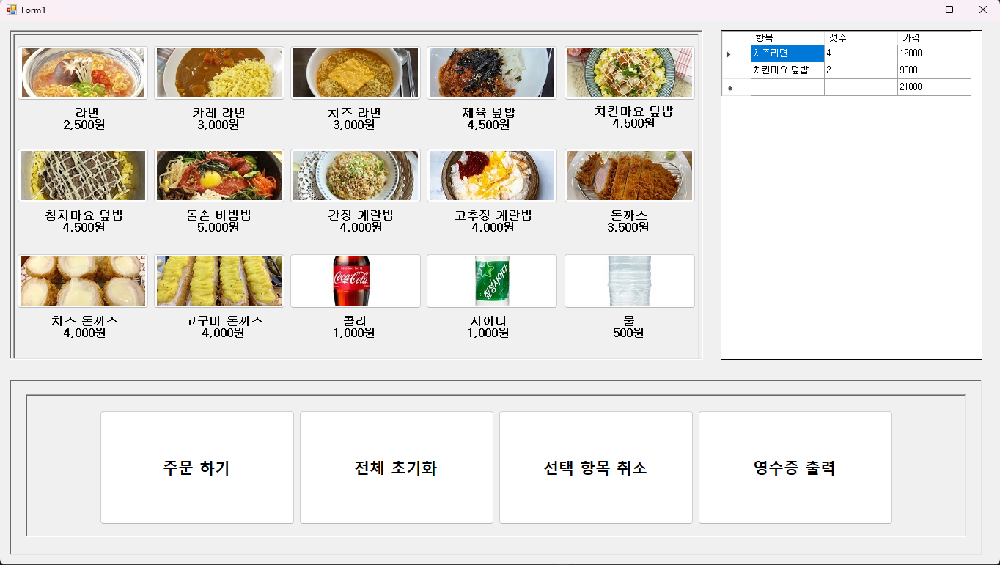 Form1
라면
2,500원
카레 라면
3,000원
치즈 라면
3,000원
제육 덮밥
4,500원
치킨마요 덮밥
4,500원
참치마요 덮밥
4,500원
돌솥 비빔밥
5,000원
간장 계란밥
4,000원
고추장 계란밥
4,000원
돈까스
3,500원
Coca-Cola
칠성사이다
치즈 돈까스
4,000원
고구마 돈까스
4,000원
콜라
1,000원
사이다
1,000원
물
500원
항목 갯수 가격
치즈라면 4 12000
치킨마요 덮밥 2 9000
21000
주문 하기
전체 초기화
선택 항목 취소
영수증 출력